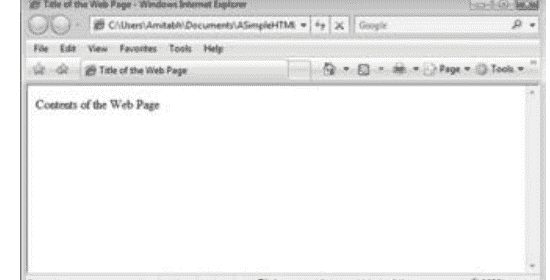 Title of the Web Page - Windows Internet Explorer
C:\Users\Amitabh\Documents\ASimpleHTML
Google
File Edit View Favorites Tools Help
Title of the Web Page
Page Tools
Contents of the Web Page